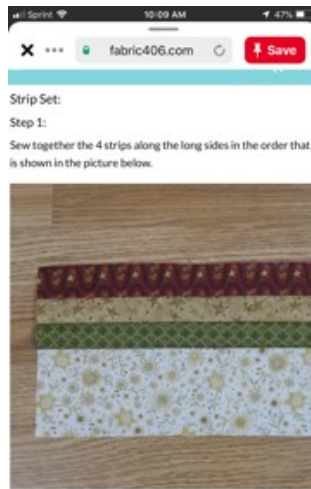 Sprint 10:09 AM 47%
fabric406.com Save
Strip Set:
Step 1:
Sew together the 4 strips along the long sides in the order that
is shown in the picture below.